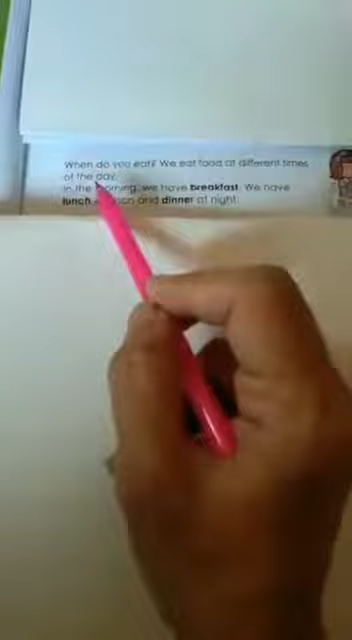 When do you eat? We eat food at different times
of the day.
In the morning, we have breakfast. We have
lunch and dinner at night.